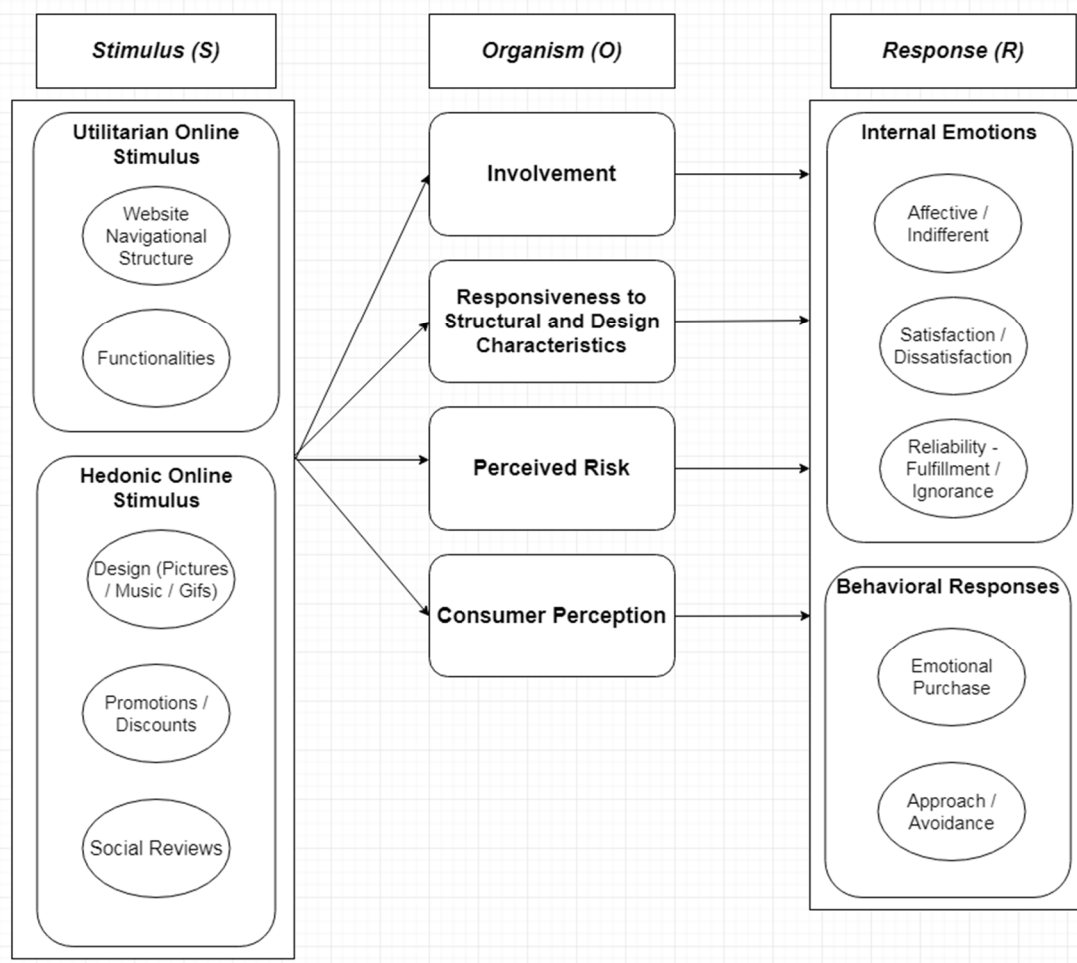 Stimulus (S)
Organism (O)
Response (R)
Utilitarian Online
Stimulus
Website
Navigational
Structure
Functionalities
Hedonic Online
Stimulus
Design (Pictures
/ Music / Gifs)
Promotions /
Discounts
Social Reviews
Involvement
Responsiveness to
Structural and Design
Characteristics
Perceived Risk
Consumer Perception
Internal Emotions
Affective /
Indifferent
Satisfaction /
Dissatisfaction
Reliability -
Fulfillment /
Ignorance
Behavioral Responses
Emotional
Purchase
Approach /
Avoidance